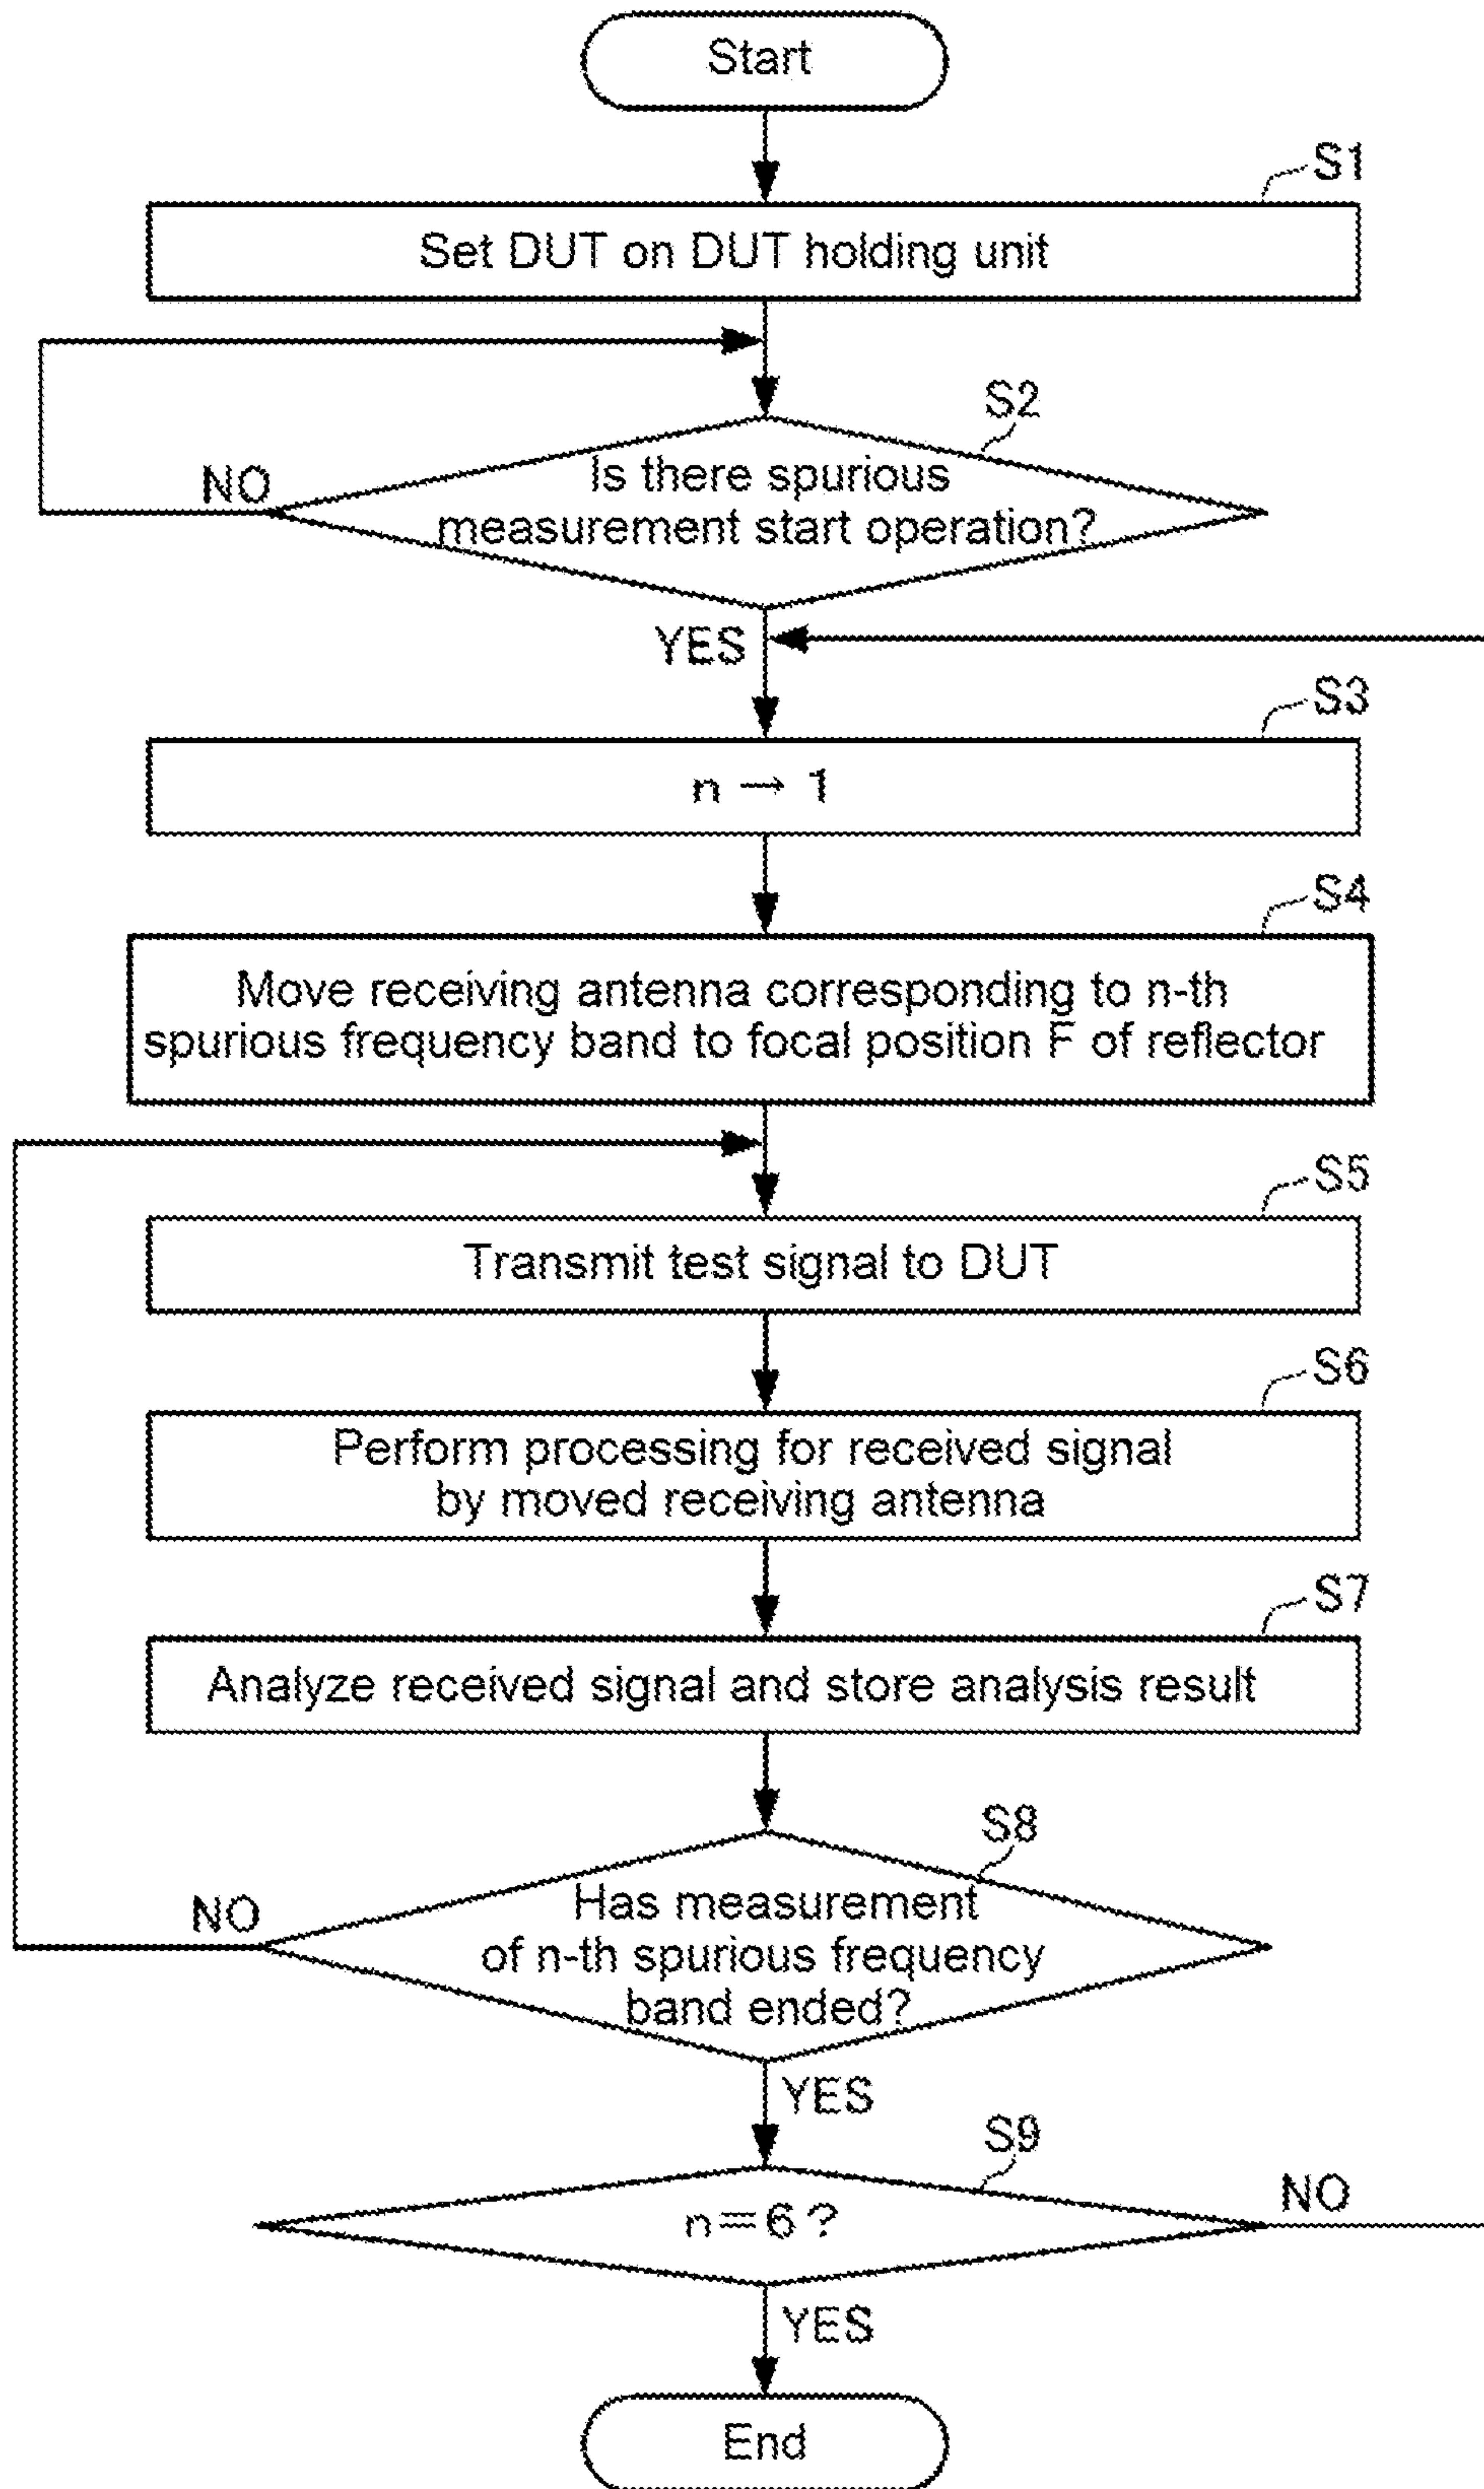 Start
S1
Set DUT on DUT holding unit
S2
Is there spurious
measurement start operation?
NO
YES
S3
n → 1
S4
Move receiving antenna corresponding to n-th
spurious frequency band to focal position F of reflector
S5
Transmit test signal to DUT
S6
Perform processing for received signal
by moved receiving antenna
S7
Analyze received signal and store analysis result
S8
Has measurement
of n-th spurious frequency
band ended?
NO
YES
S9
n=6?
NO
YES
End